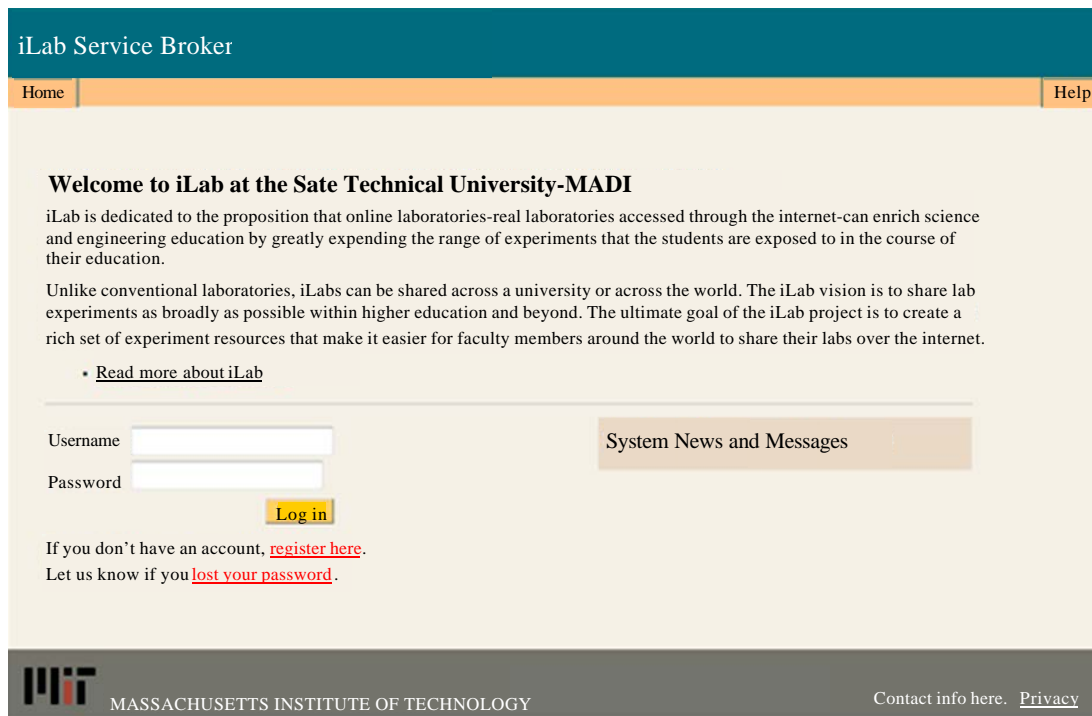 iLab Service Broker
Home
Help
Welcome to iLab at the Sate Technical University-MADI
iLab is dedicated to the proposition that online laboratories-real laboratories accessed through the internet-can enrich science
and engineering education by greatly expending the range of experiments that the students are exposed to in the course of
their education.
Unlike conventional laboratories, iLabs can be shared across a university or across the world. The iLab vision is to share lab
experiments as broadly as possible within higher education and beyond. The ultimate goal of the iLab project is to create a
rich set of experiment resources that make it easier for faculty members around the world to share their labs over the internet.
• Read more about iLab
Username
Password
Log in
If you don't have an account, register here.
Let us know if you lost your password.
System News and Messages
MIT MASSACHUSETTS INSTITUTE OF TECHNOLOGY
Contact info here. Privacy